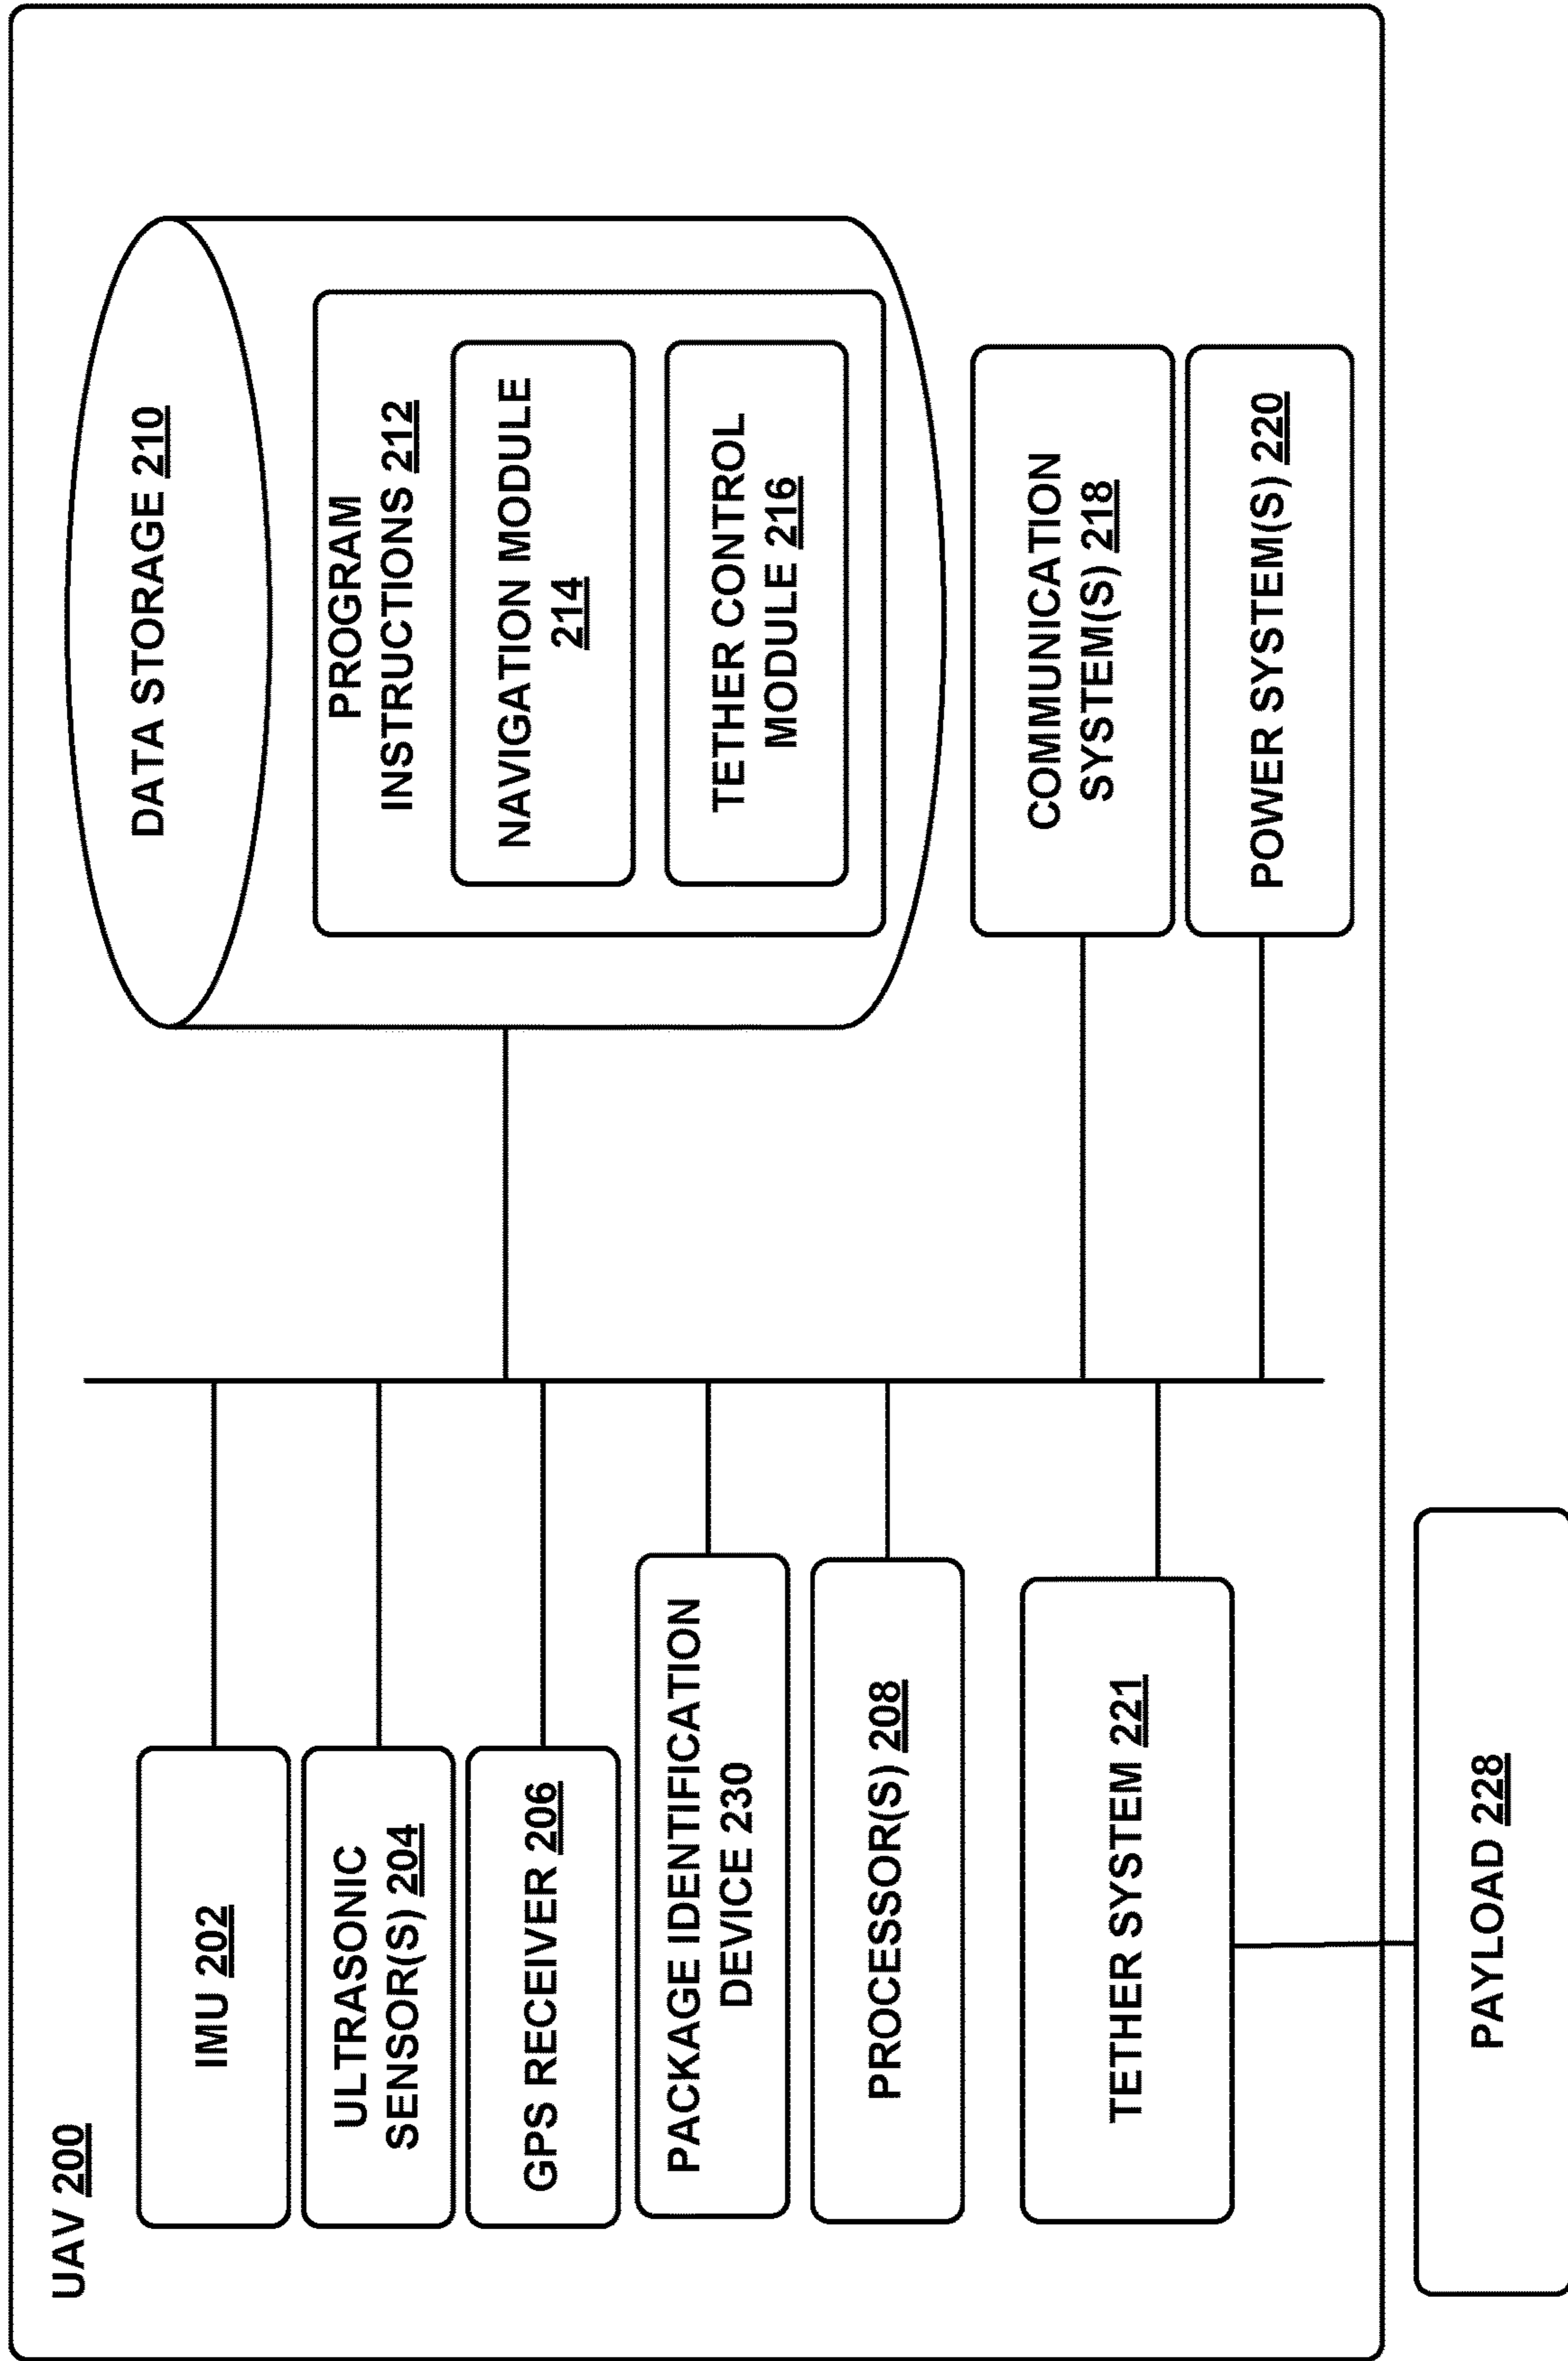 UAV 200
IMU 202
ULTRASONIC
SENSOR(S) 204
GPS RECEIVER 206
PACKAGE IDENTIFICATION
DEVICE 230
PROCESSOR(S) 208
TETHER SYSTEM 221
PAYLOAD 228
DATA STORAGE 210
PROGRAM
INSTRUCTIONS 212
NAVIGATION MODULE
214
TETHER CONTROL
MODULE 216
COMMUNICATION
SYSTEM(S) 218
POWER SYSTEM(S) 220